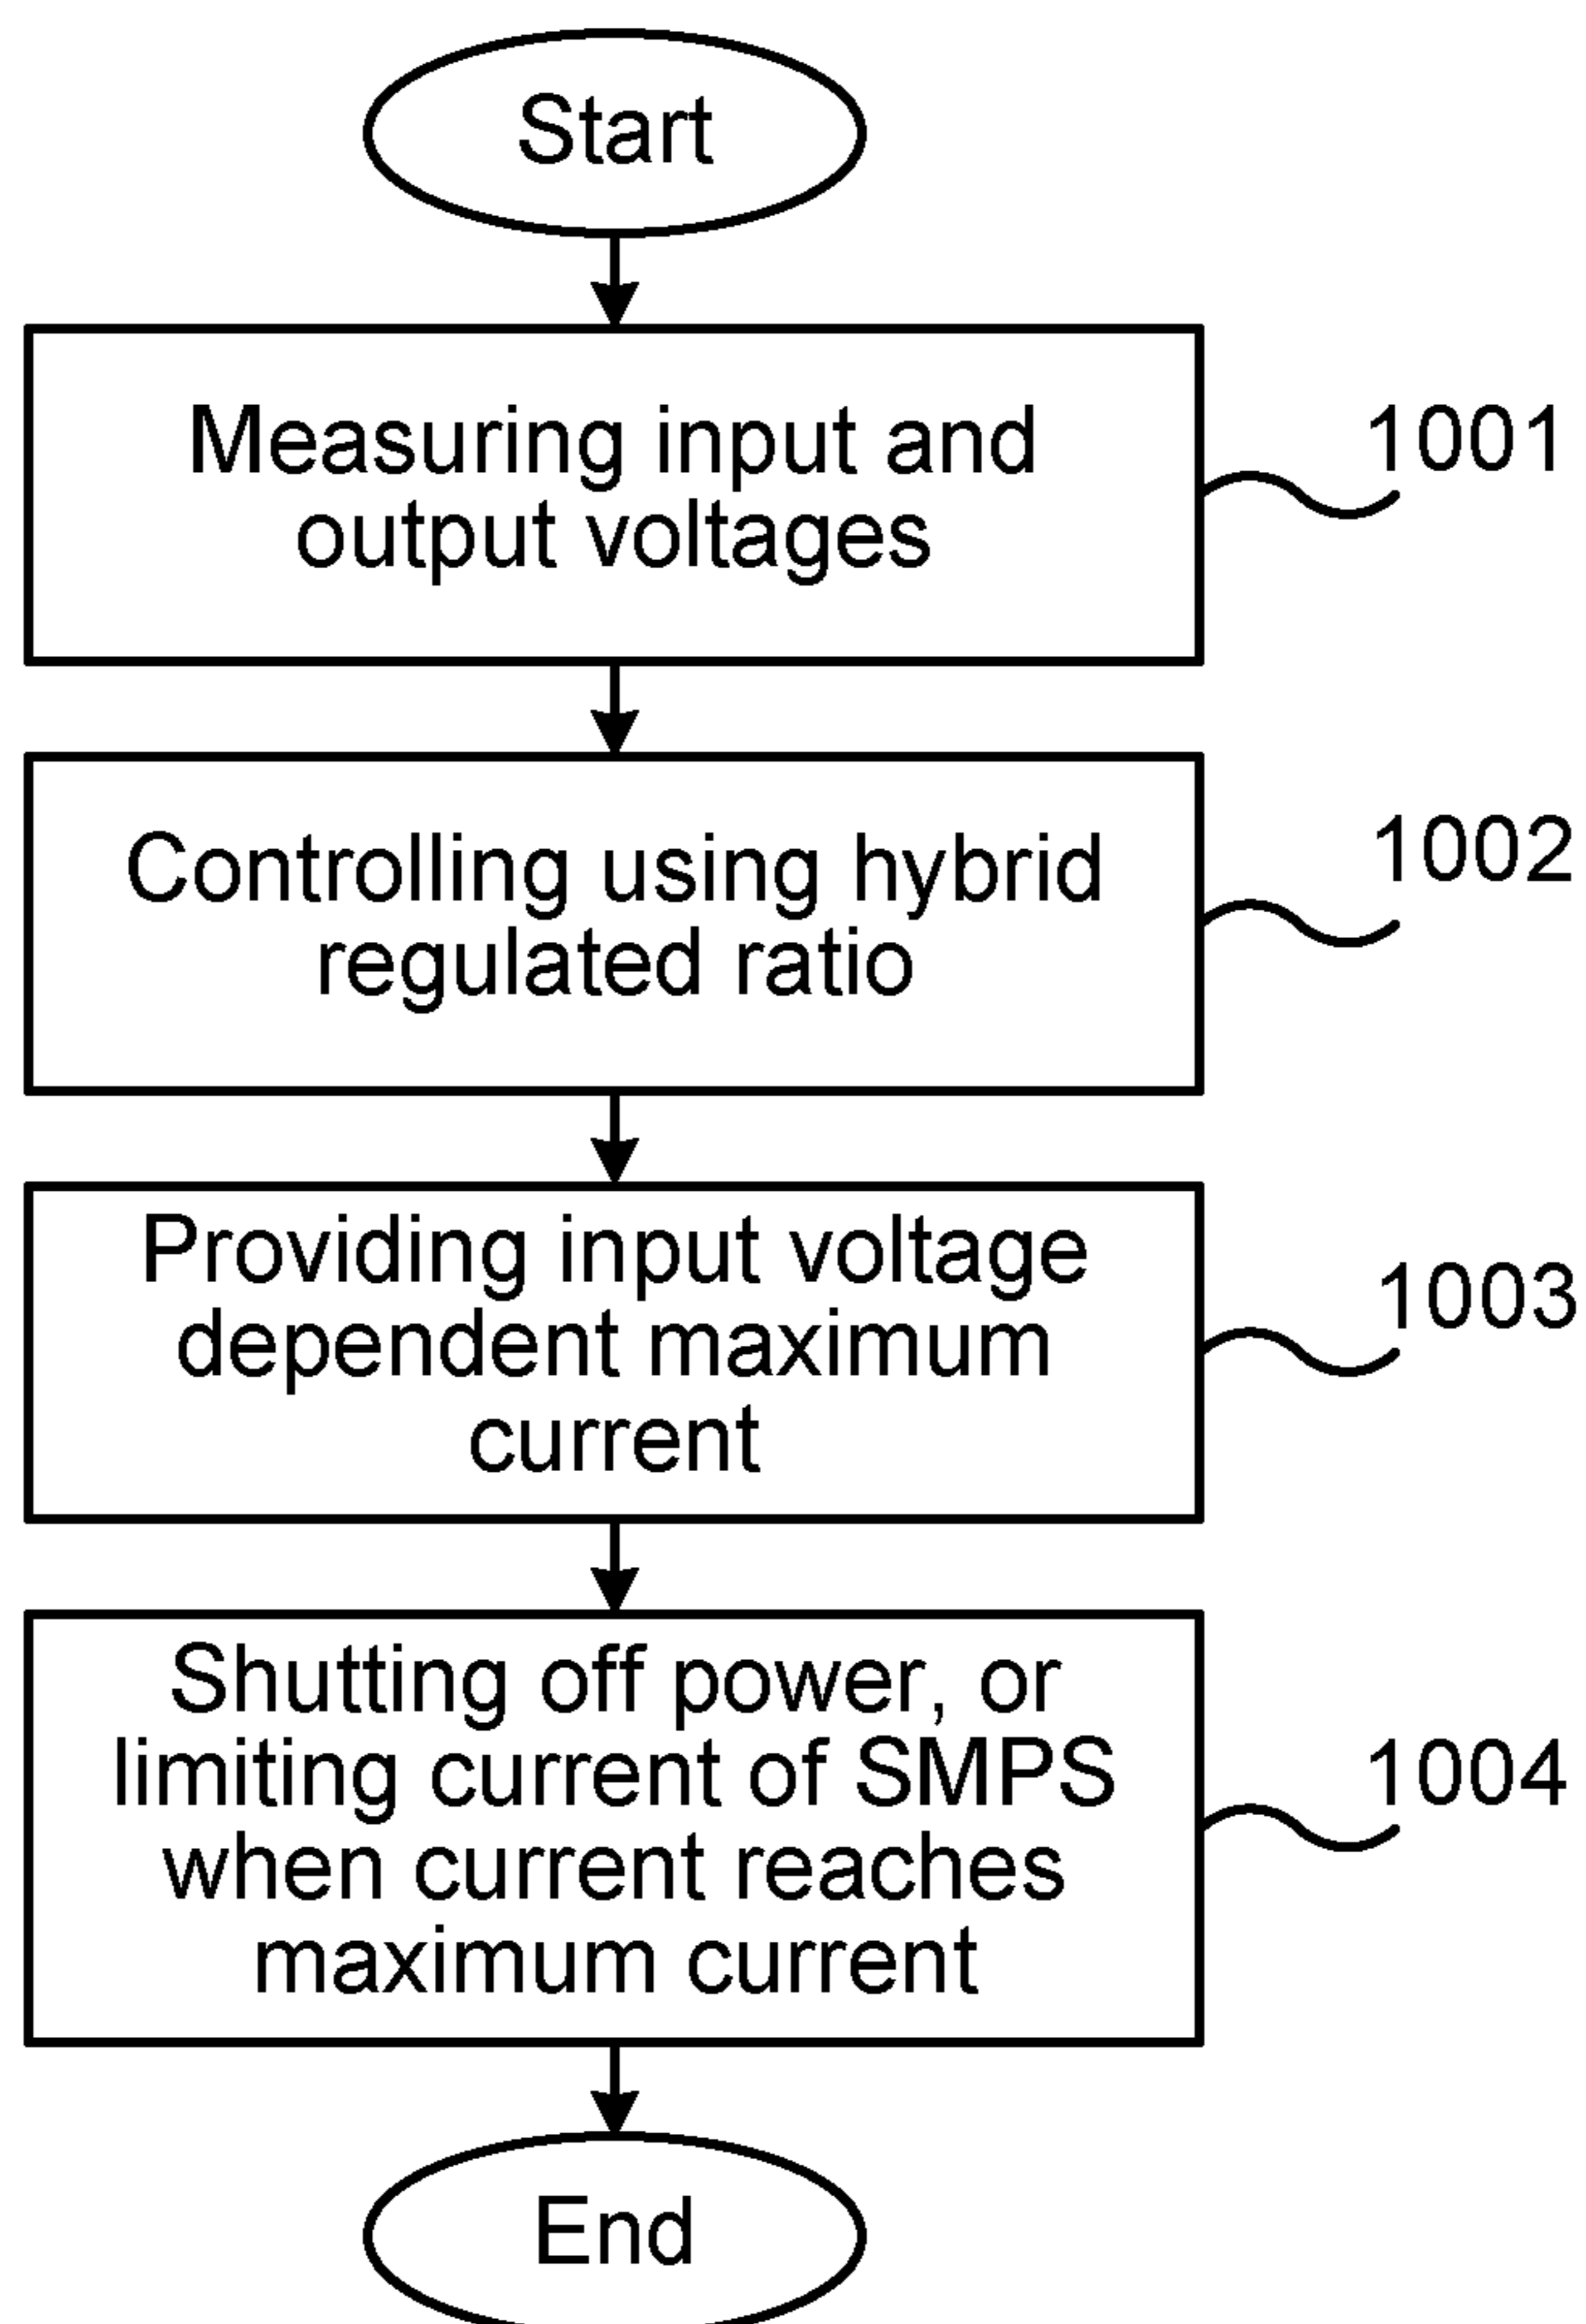 Start
Measuring input and
output voltages
1001
Controlling using hybrid
regulated ratio
1002
Providing input voltage
dependent maximum
current
1003
Shutting off power, or
limiting current of SMPS
when current reaches
maximum current
1004
End